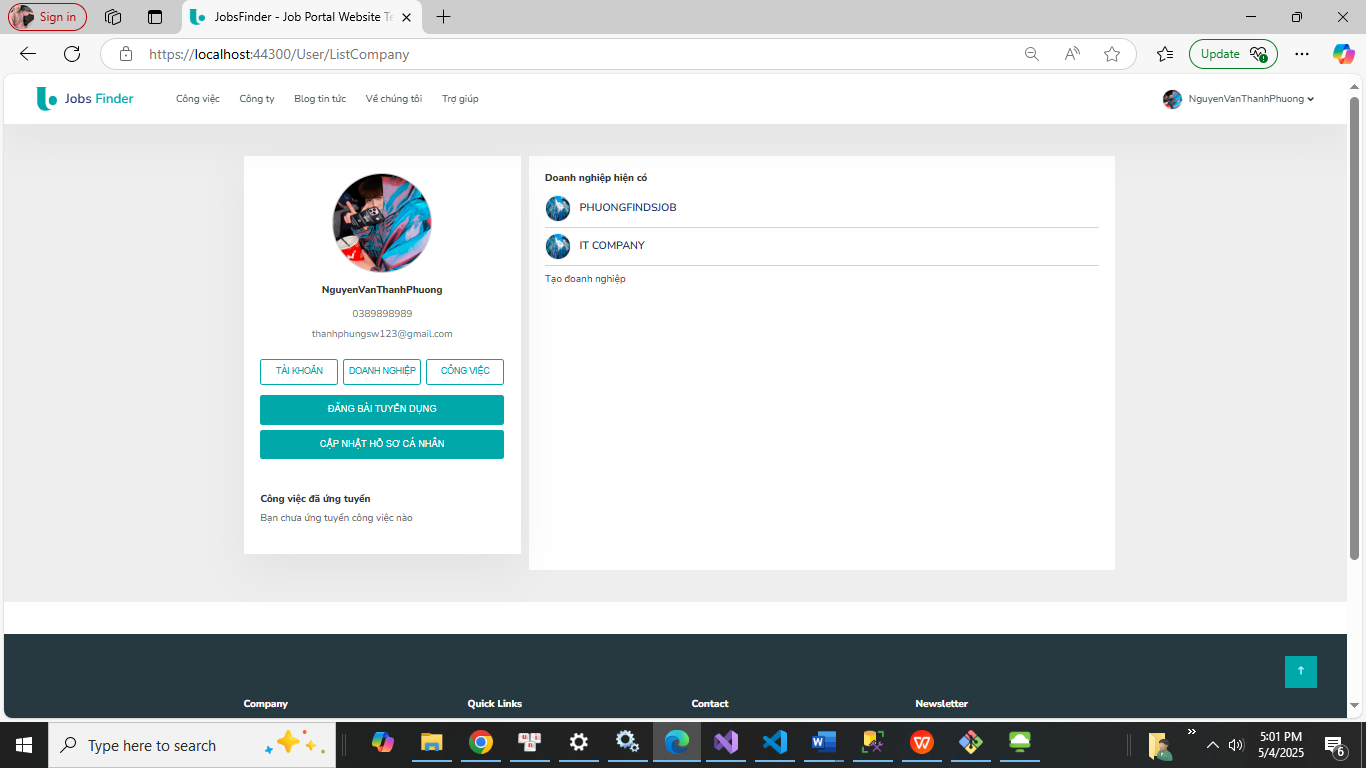 Sign in
JobsFinder - Job Portal Website Te
https://localhost:44300/User/ListCompany
Update
Jobs Finder
Công việc
Công ty
Blog tin tức
Về chúng tôi
Trợ giúp
NguyenVanThanhPhuong
NguyenVanThanhPhuong
0389898989
thanhphungsw123@gmail.com
TÀI KHOẢN
DOANH NGHIỆP
CÔNG VIỆC
ĐĂNG BÀI TUYỂN DỤNG
CẬP NHẬT HỒ SƠ CÁ NHÂN
Công việc đã ứng tuyển
Bạn chưa ứng tuyển công việc nào
Doanh nghiệp hiện có
PHUONGFINDSJOB
IT COMPANY
Tạo doanh nghiệp
Company
Quick Links
Contact
Newsletter
Type here to search
5:01 PM
5/4/2025
6